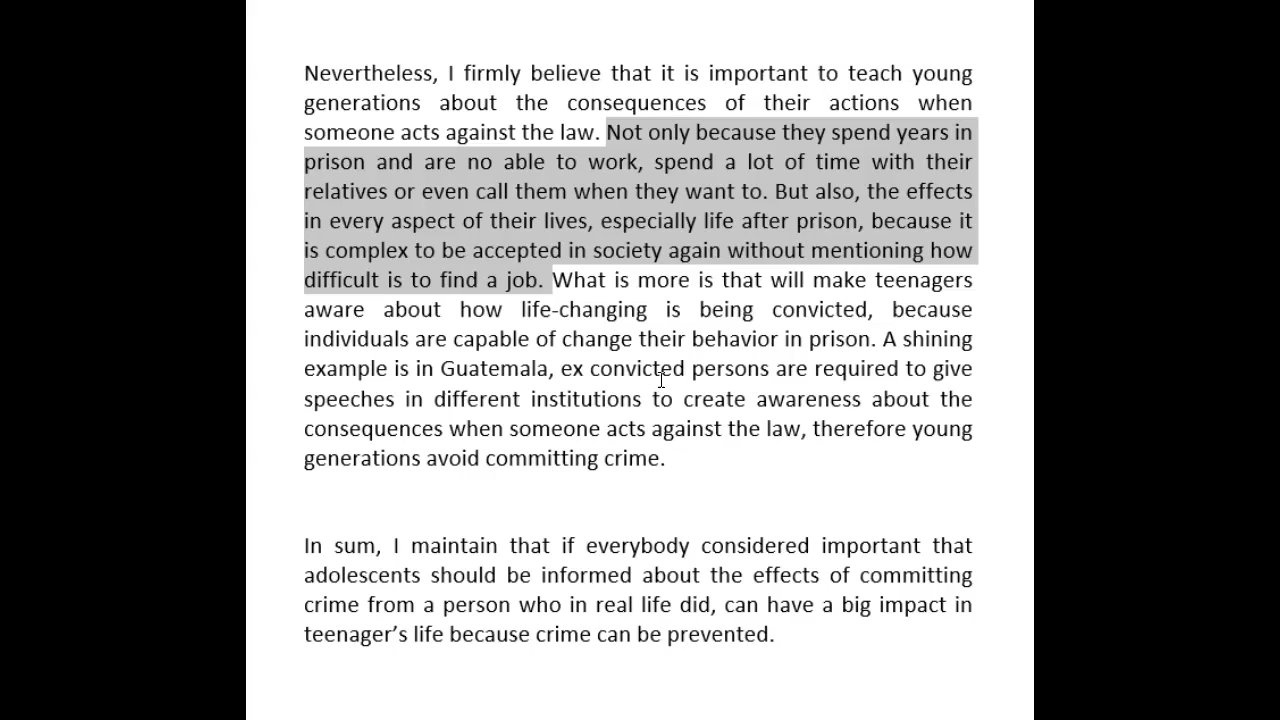 Nevertheless, I firmly believe that it is important to teach young
generations about the consequences of their actions when
someone acts against the law. Not only because they spend years in
prison and are no able to work, spend a lot of time with their
relatives or even call them when they want to. But also, the effects
in every aspect of their lives, especially life after prison, because it
is complex to be accepted in society again without mentioning how
difficult is to find a job. What is more is that will make teenagers
aware about how life-changing is being convicted, because
individuals are capable of change their behavior in prison. A shining
example is in Guatemala, ex convicted persons are required to give
speeches in different institutions to create awareness about the
consequences when someone acts against the law, therefore young
generations avoid committing crime.
In sum, I maintain that if everybody considered important that
adolescents should be informed about the effects of committing
crime from a person who in real life did, can have a big impact in
teenager’s life because crime can be prevented.